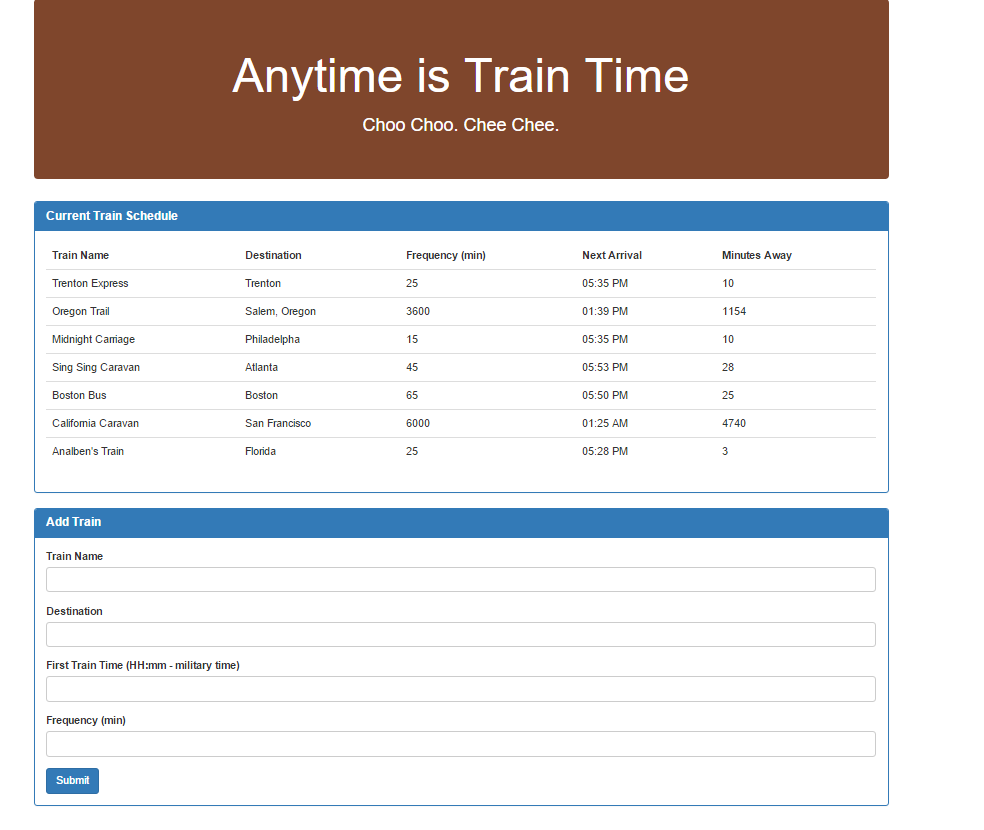 Anytime is Train Time
Choo Choo. Chee Chee.
Current Train Schedule
Train Name Destination Frequency (min) Next Arrival Minutes Away
Trenton Express Trenton 25 05:35 PM 10
Oregon Trail Salem, Oregon 3600 01:39 PM 1154
Midnight Carriage Philadelpha 15 05:35 PM 10
Sing Sing Caravan Atlanta 45 05:53 PM 28
Boston Bus Boston 65 05:50 PM 25
California Caravan San Francisco 6000 01:25 AM 4740
Analben's Train Florida 25 05:28 PM 3
Add Train
Train Name
Destination
First Train Time (HH:mm - military time)
Frequency (min)
Submit